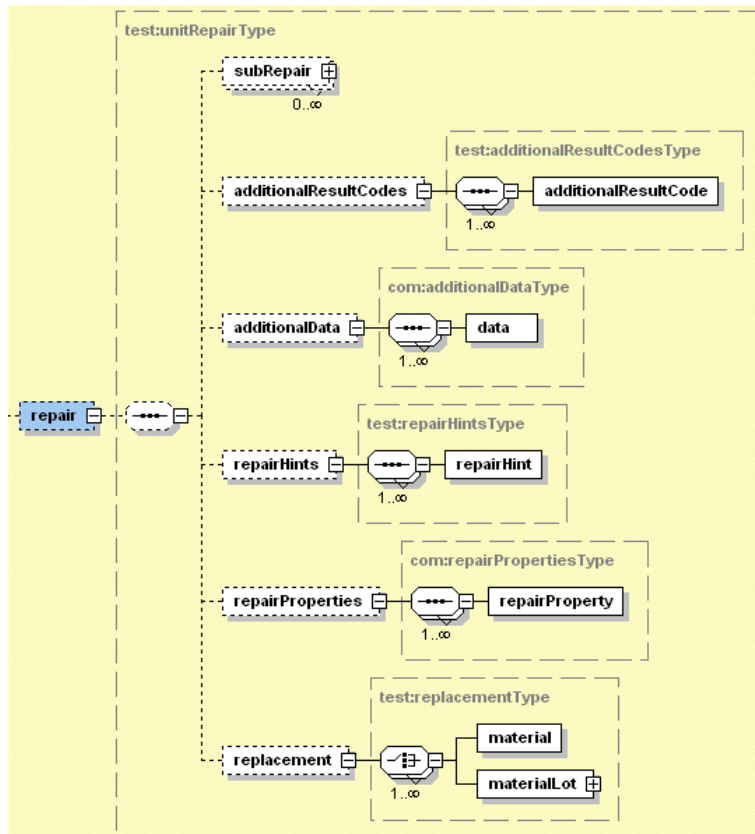 test:unitRepairType
subRepair
0..∞
test:additionalResultCodesType
additionalResultCodes
additionalResultCode
1..∞
com:additionalDataType
additionalData
data
1..∞
repair
test:repairHintsType
repairHints
repairHint
1..∞
com:repairPropertiesType
repairProperties
repairProperty
1..∞
test:replacementType
material
replacement
materialLot
1..∞